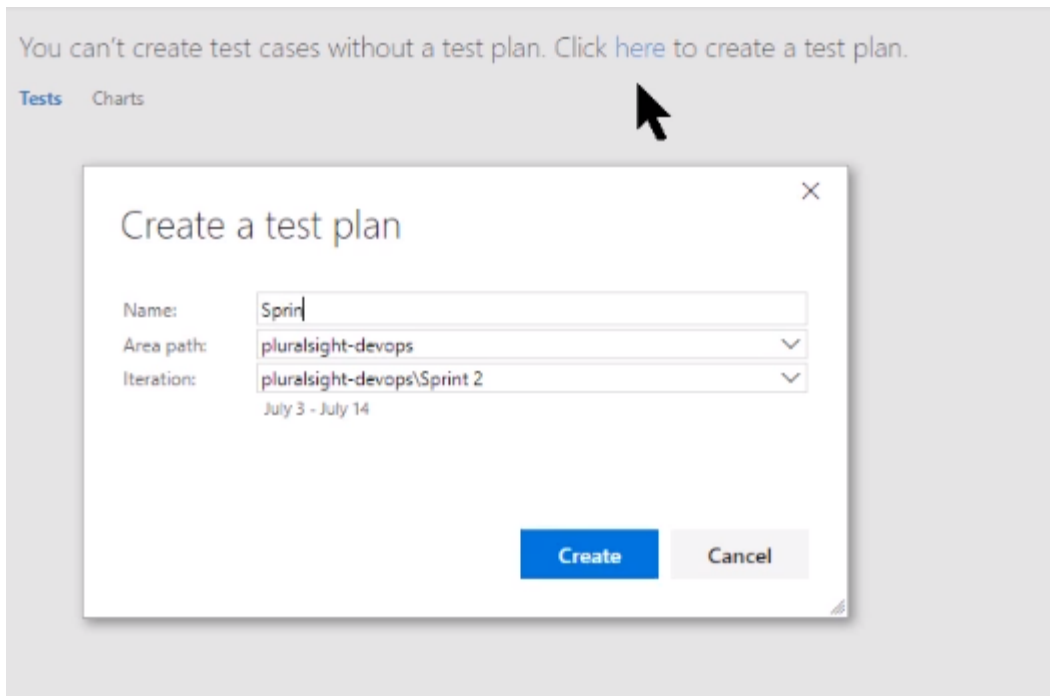 You can't create test cases without a test plan. Click here to create a test plan.
Tests Charts
Create a test plan
Name: Sprin
Area path: pluralsight-devops
Iteration: pluralsight-devops\Sprint 2
July 3 - July 14
Create Cancel